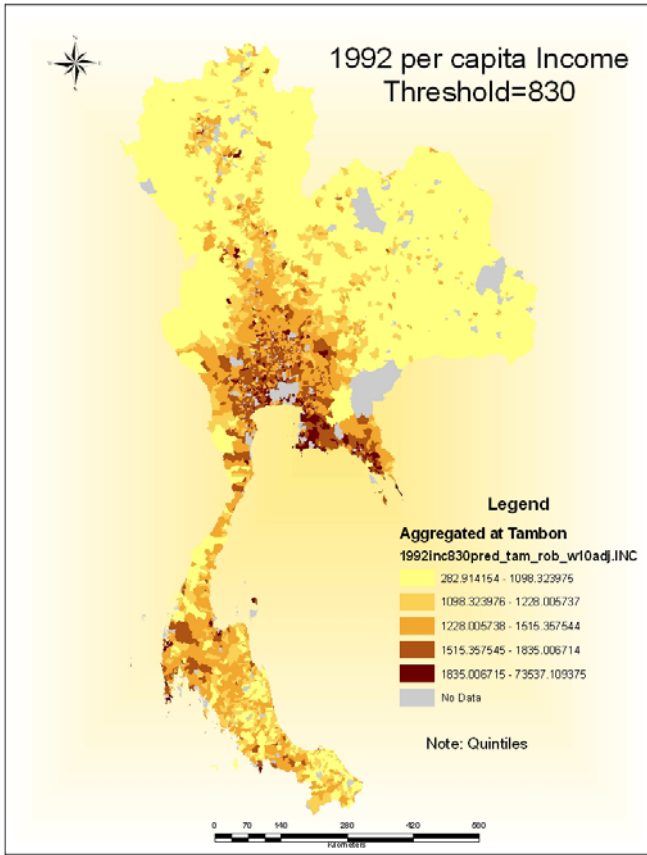 1992 per capita Income
Threshold=830
Legend
Aggregated at Tambon
1992inc830pred_tam_rob_w10adj.INC
282.914154 - 1098.323975
1098.323976 - 1228.005737
1228.005738 - 1515.357544
1515.357545 - 1835.006714
1835.006715 - 73537.109375
No Data
Note: Quintiles
0 70 140 280 420 560
Kilometers